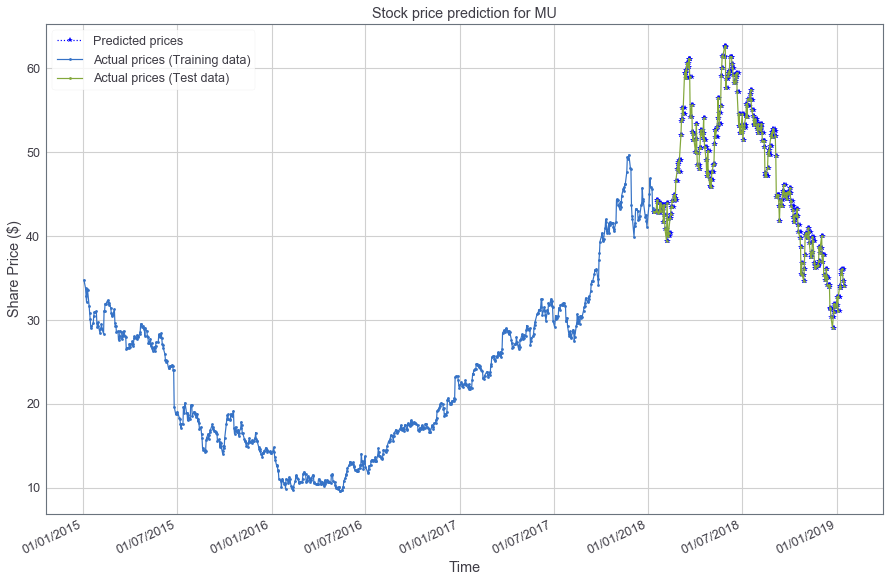 Stock price prediction for MU
Predicted prices
Actual prices (Training data)
Actual prices (Test data)
Share Price ($)
60
50
40
30
20
10
01/01/2015
01/07/2015
01/01/2016
01/07/2016
01/01/2017
01/07/2017
01/01/2018
01/07/2018
01/01/2019
Time